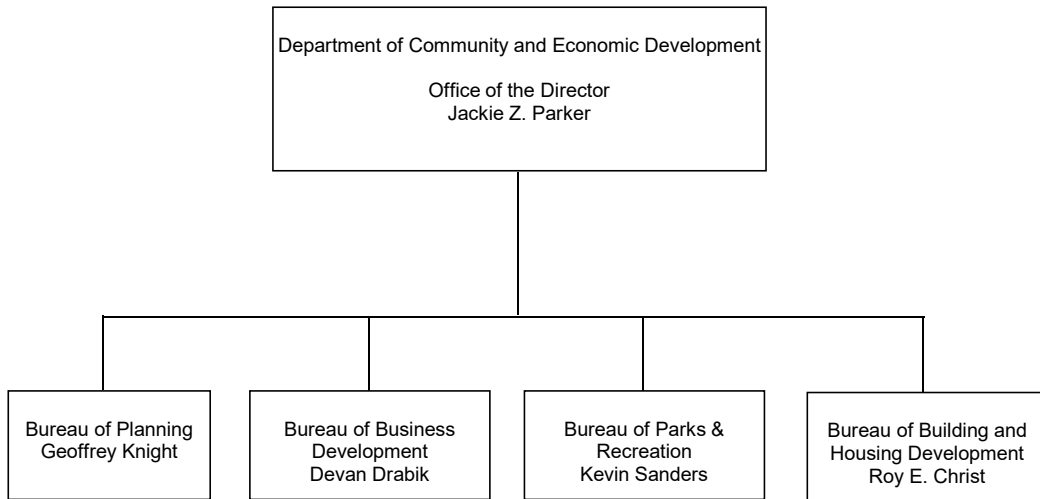 Department of Community and Economic Development
Office of the Director
Jackie Z. Parker
Bureau of Planning
Geoffrey Knight
Bureau of Business
Development
Devan Drabik
Bureau of Parks &
Recreation
Kevin Sanders
Bureau of Building and
Housing Development
Roy E. Christ